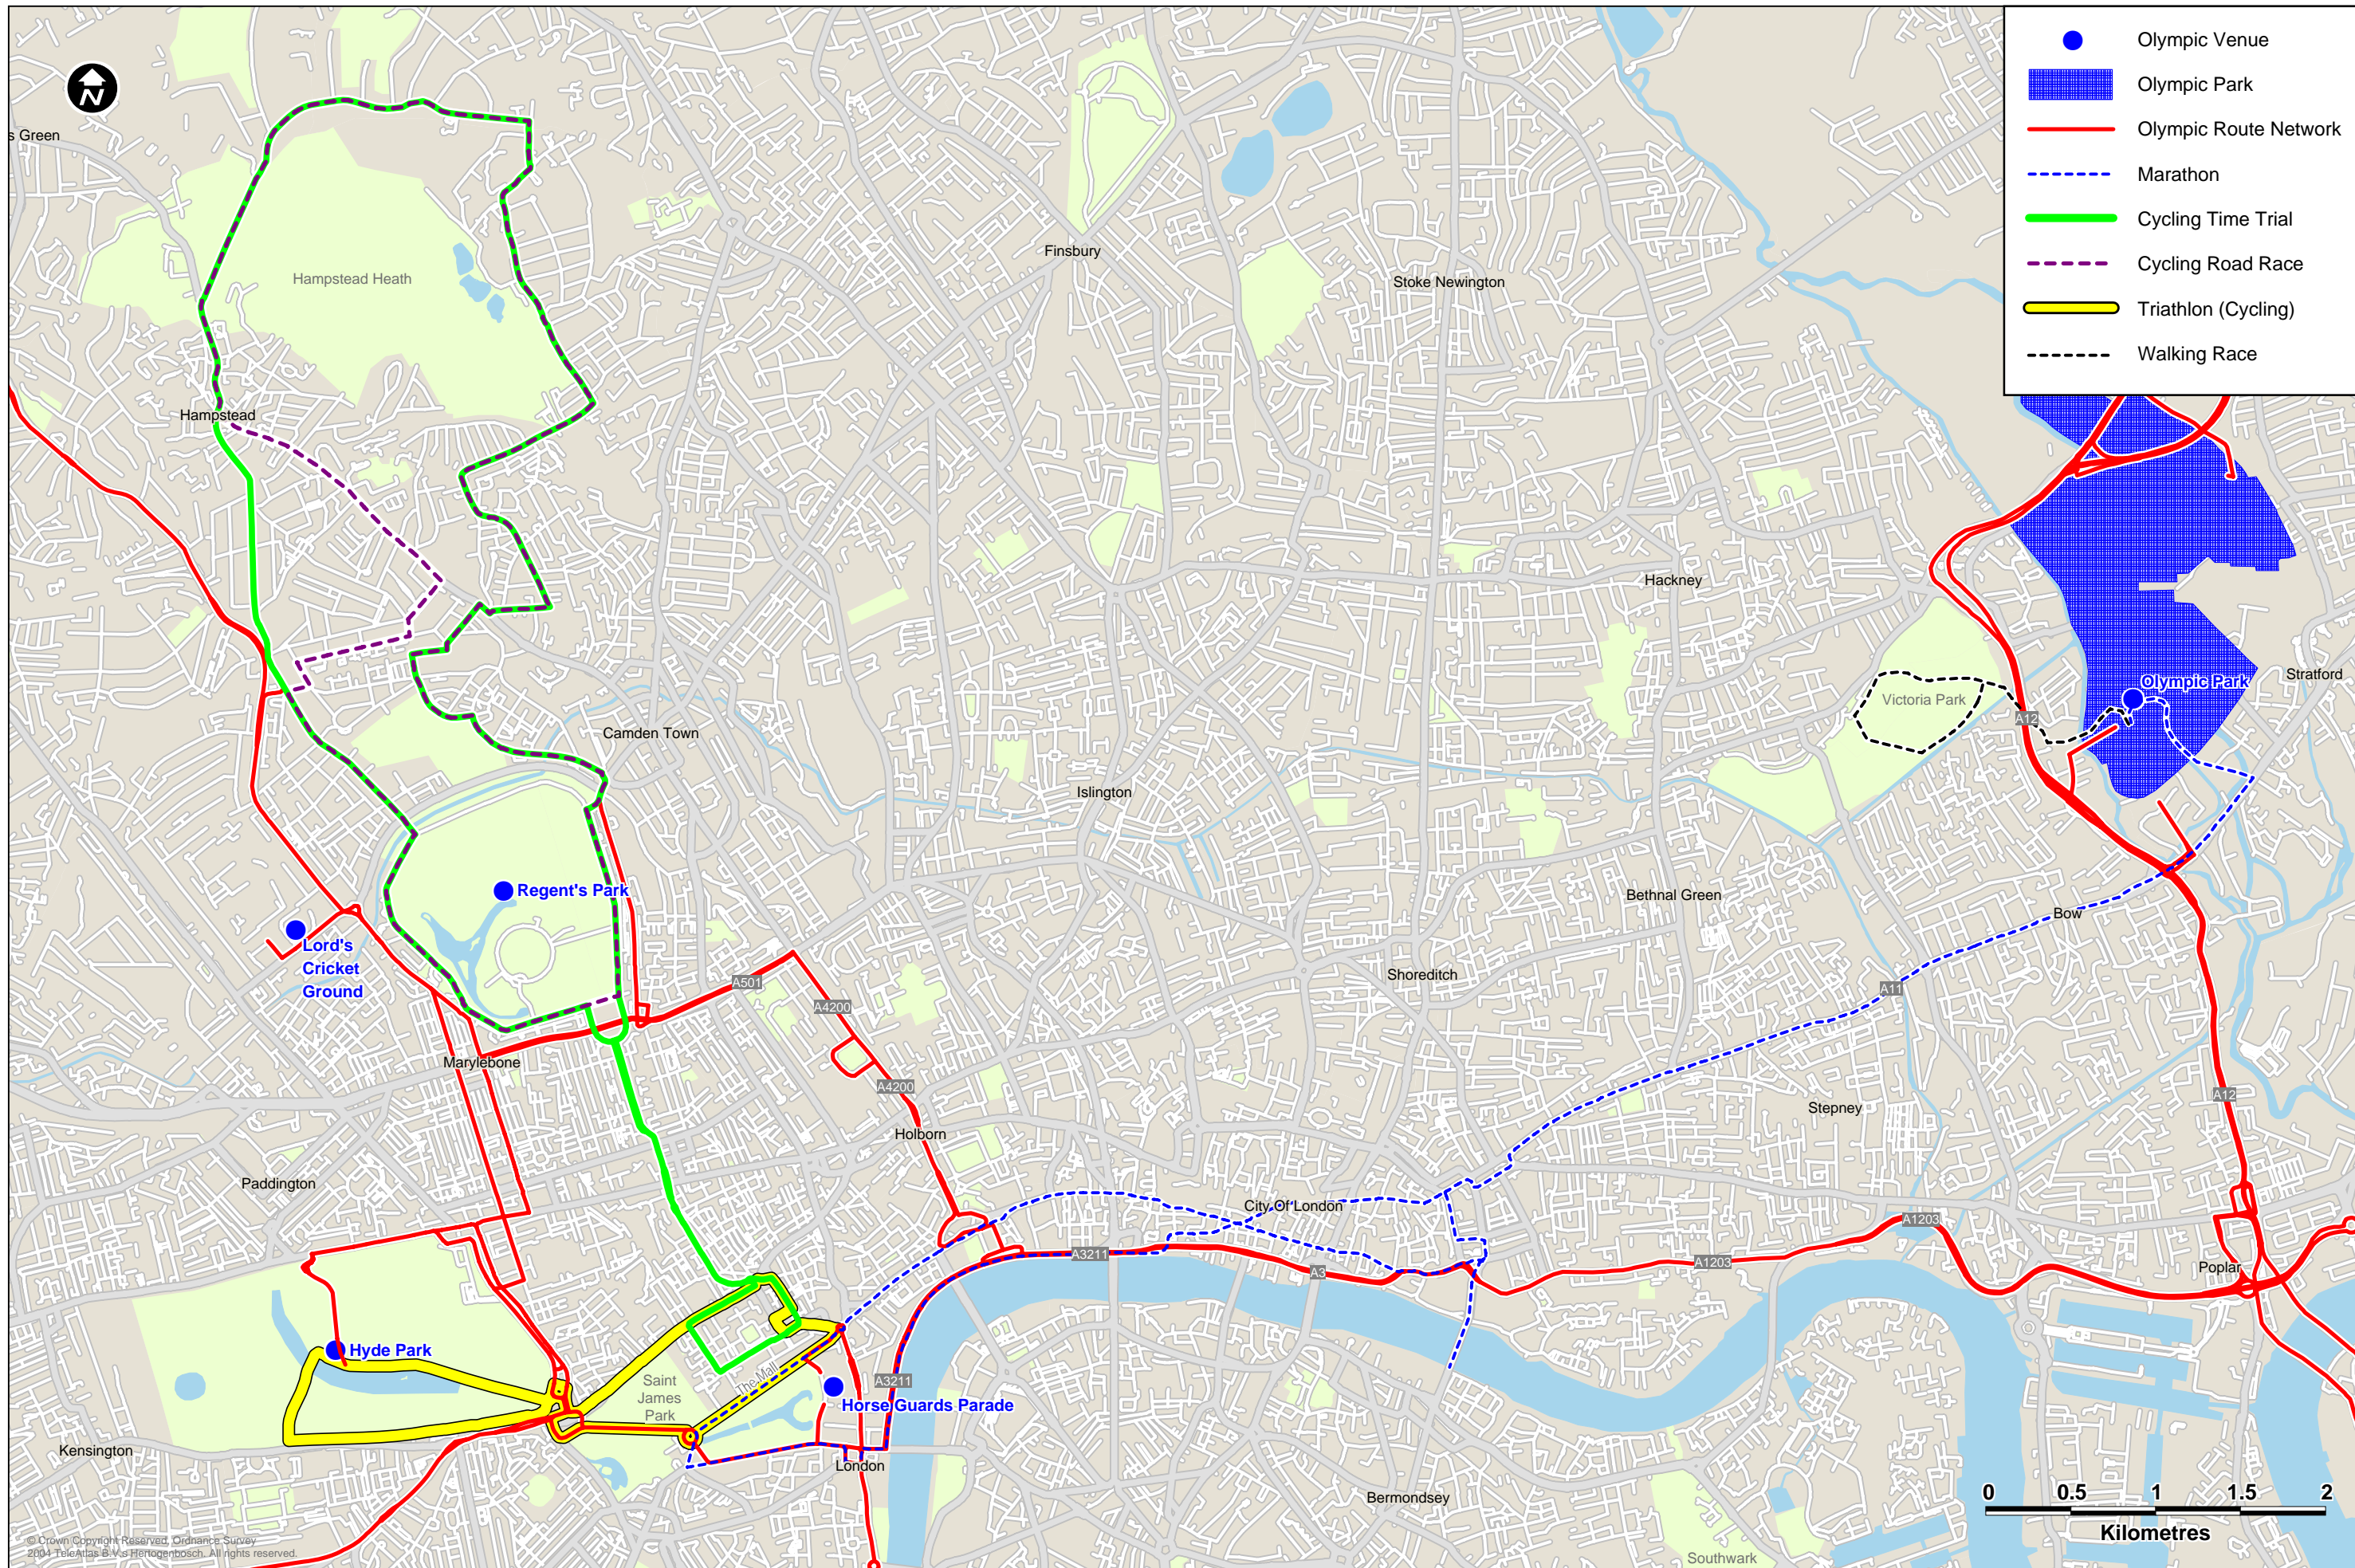 Olympic Venue
Olympic Park
Olympic Route Network
Marathon
Cycling Time Trial
Cycling Road Race
Triathlon (Cycling)
Walking Race
N
s Green
Hampstead Heath
Finsbury
Stoke Newington
Hampstead
Hackney
Stratford
Olympic Park
Victoria Park
A12
Camden Town
Islington
Regent's Park
Bethnal Green
Bow
Lord's
Cricket
Ground
Shoreditch
A501
A11
A4200
Marylebone
A4200
A12
Stepney
Holborn
Paddington
City Of London
A1203
A3211
A1203
A3
Poplar
Hyde Park
The Mall
Saint
James
Park
A3211
Horse Guards Parade
Kensington
London
Bermondsey
0 0.5 1 1.5 2
Kilometres
Southwark
© Crown Copyright Reserved, Ordnance Survey
2004 TeleAtlas B.V.s Hertogenbosch. All rights reserved.